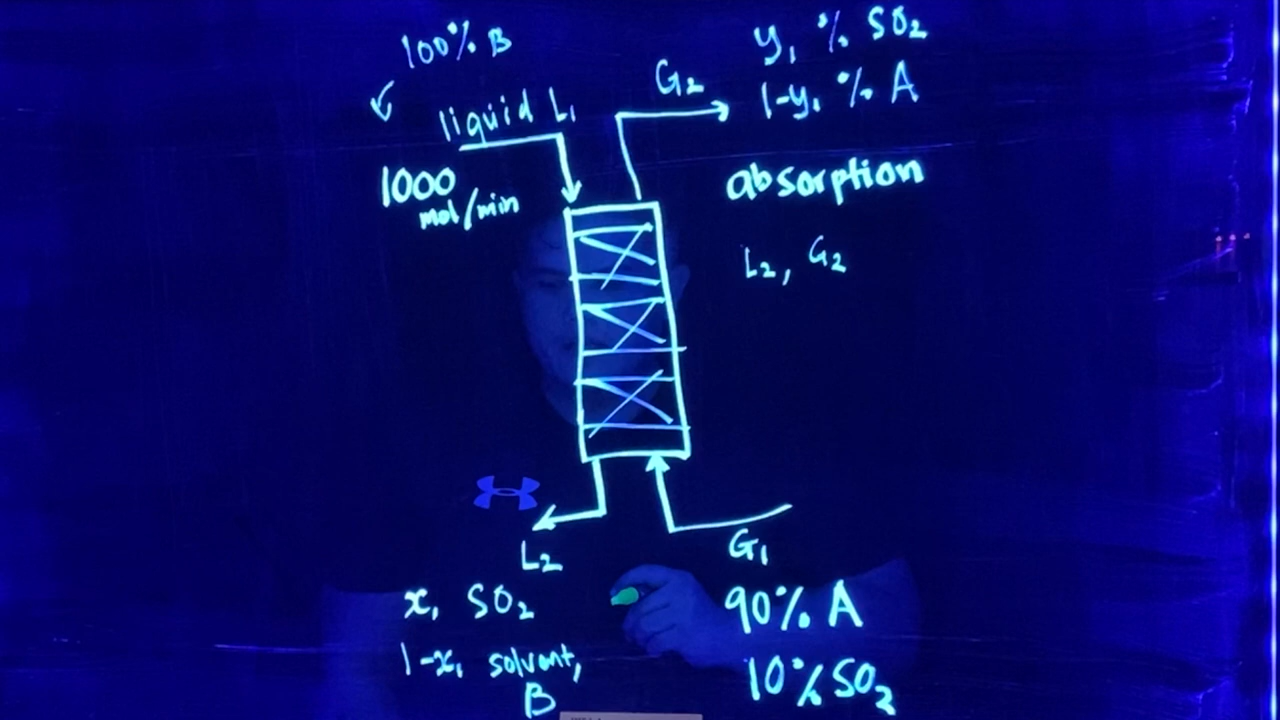 100% B
liquid L₁
1000
mol/min
G₂
y₁ % SO₂
1-y₁ % A
absorption
L₂, G₂
L₂
x₁ SO₂
1-x₁ solvent,
B
G₁
90% A
10% SO₂